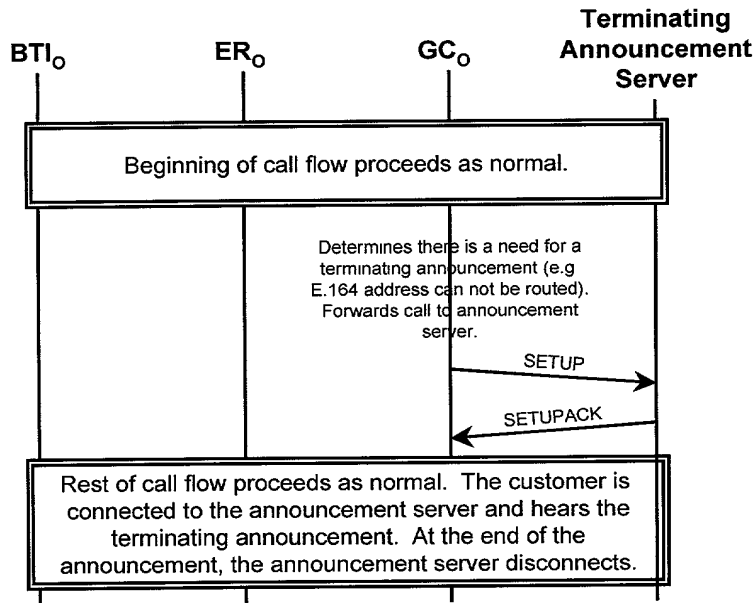 Terminating
Announcement
Server
BTIO
ERO
GCO
Beginning of call flow proceeds as normal.
Determines there is a need for a
terminating announcement (e.g
E.164 address can not be routed).
Forwards call to announcement
server.
SETUP
SETUPACK
Rest of call flow proceeds as normal. The customer is
connected to the announcement server and hears the
terminating announcement. At the end of the
announcement, the announcement server disconnects.